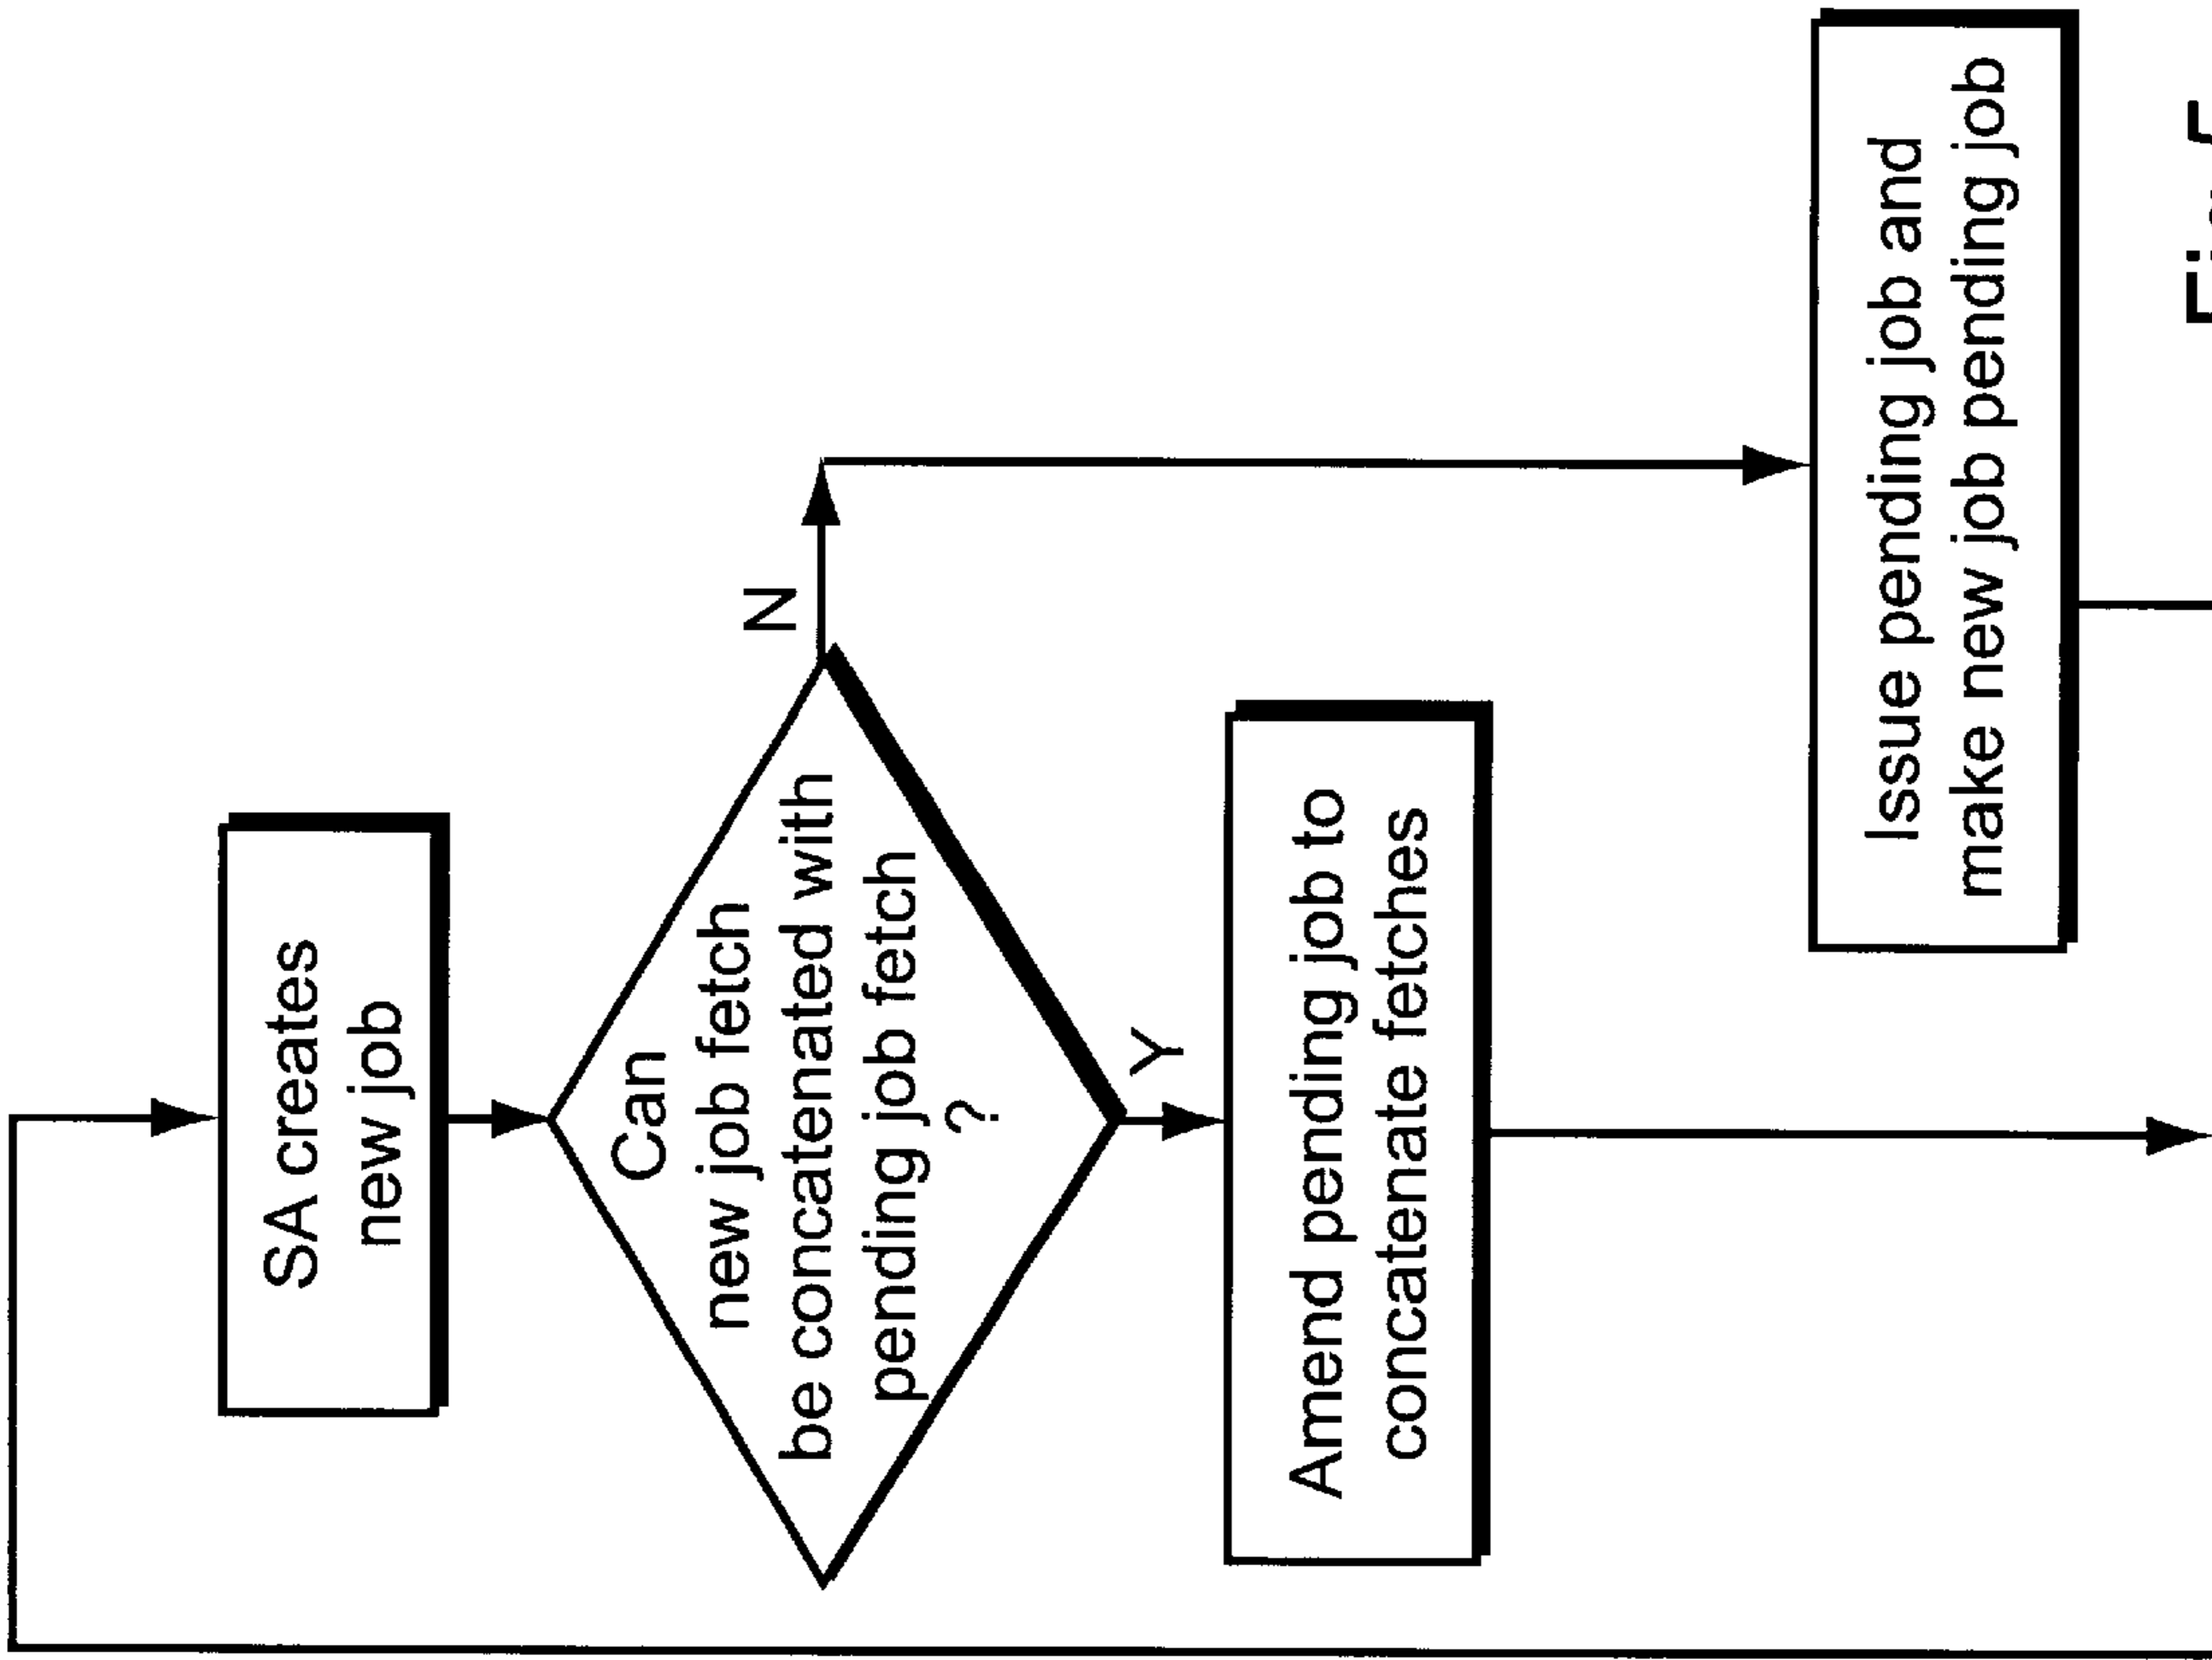 SA creates
new job
Can
new job fetch
be concatenated with
pending job fetch
?
N
Y
Amend pending job to
concatenate fetches
Issue pending job and
make new job pending job